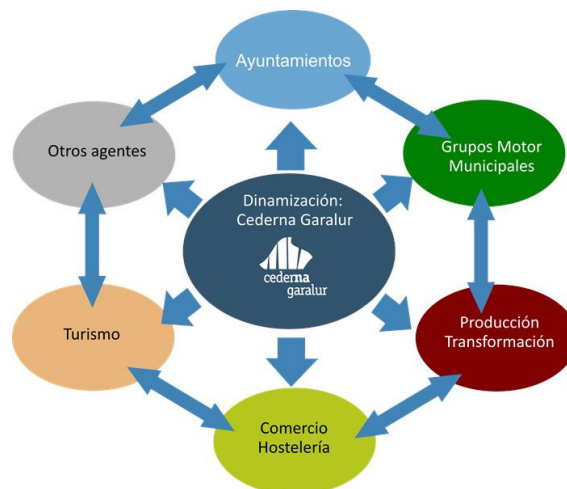 Ayuntamientos
Otros agentes
Grupos Motor
Municipales
Dinamización:
Cederna Garalur
cederna
garalur
Turismo
Producción
Transformación
Comercio
Hostelería